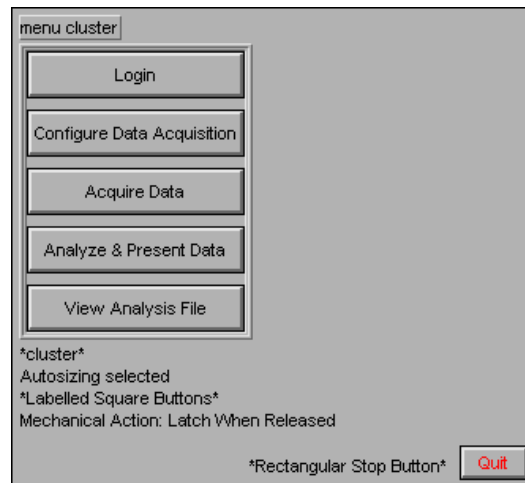 menu cluster
Login
Configure Data Acquisition
Acquire Data
Analyze & Present Data
View Analysis File
*cluster*
Autosizing selected
*Labelled Square Buttons*
Mechanical Action: Latch When Released
*Rectangular Stop Button* Quit